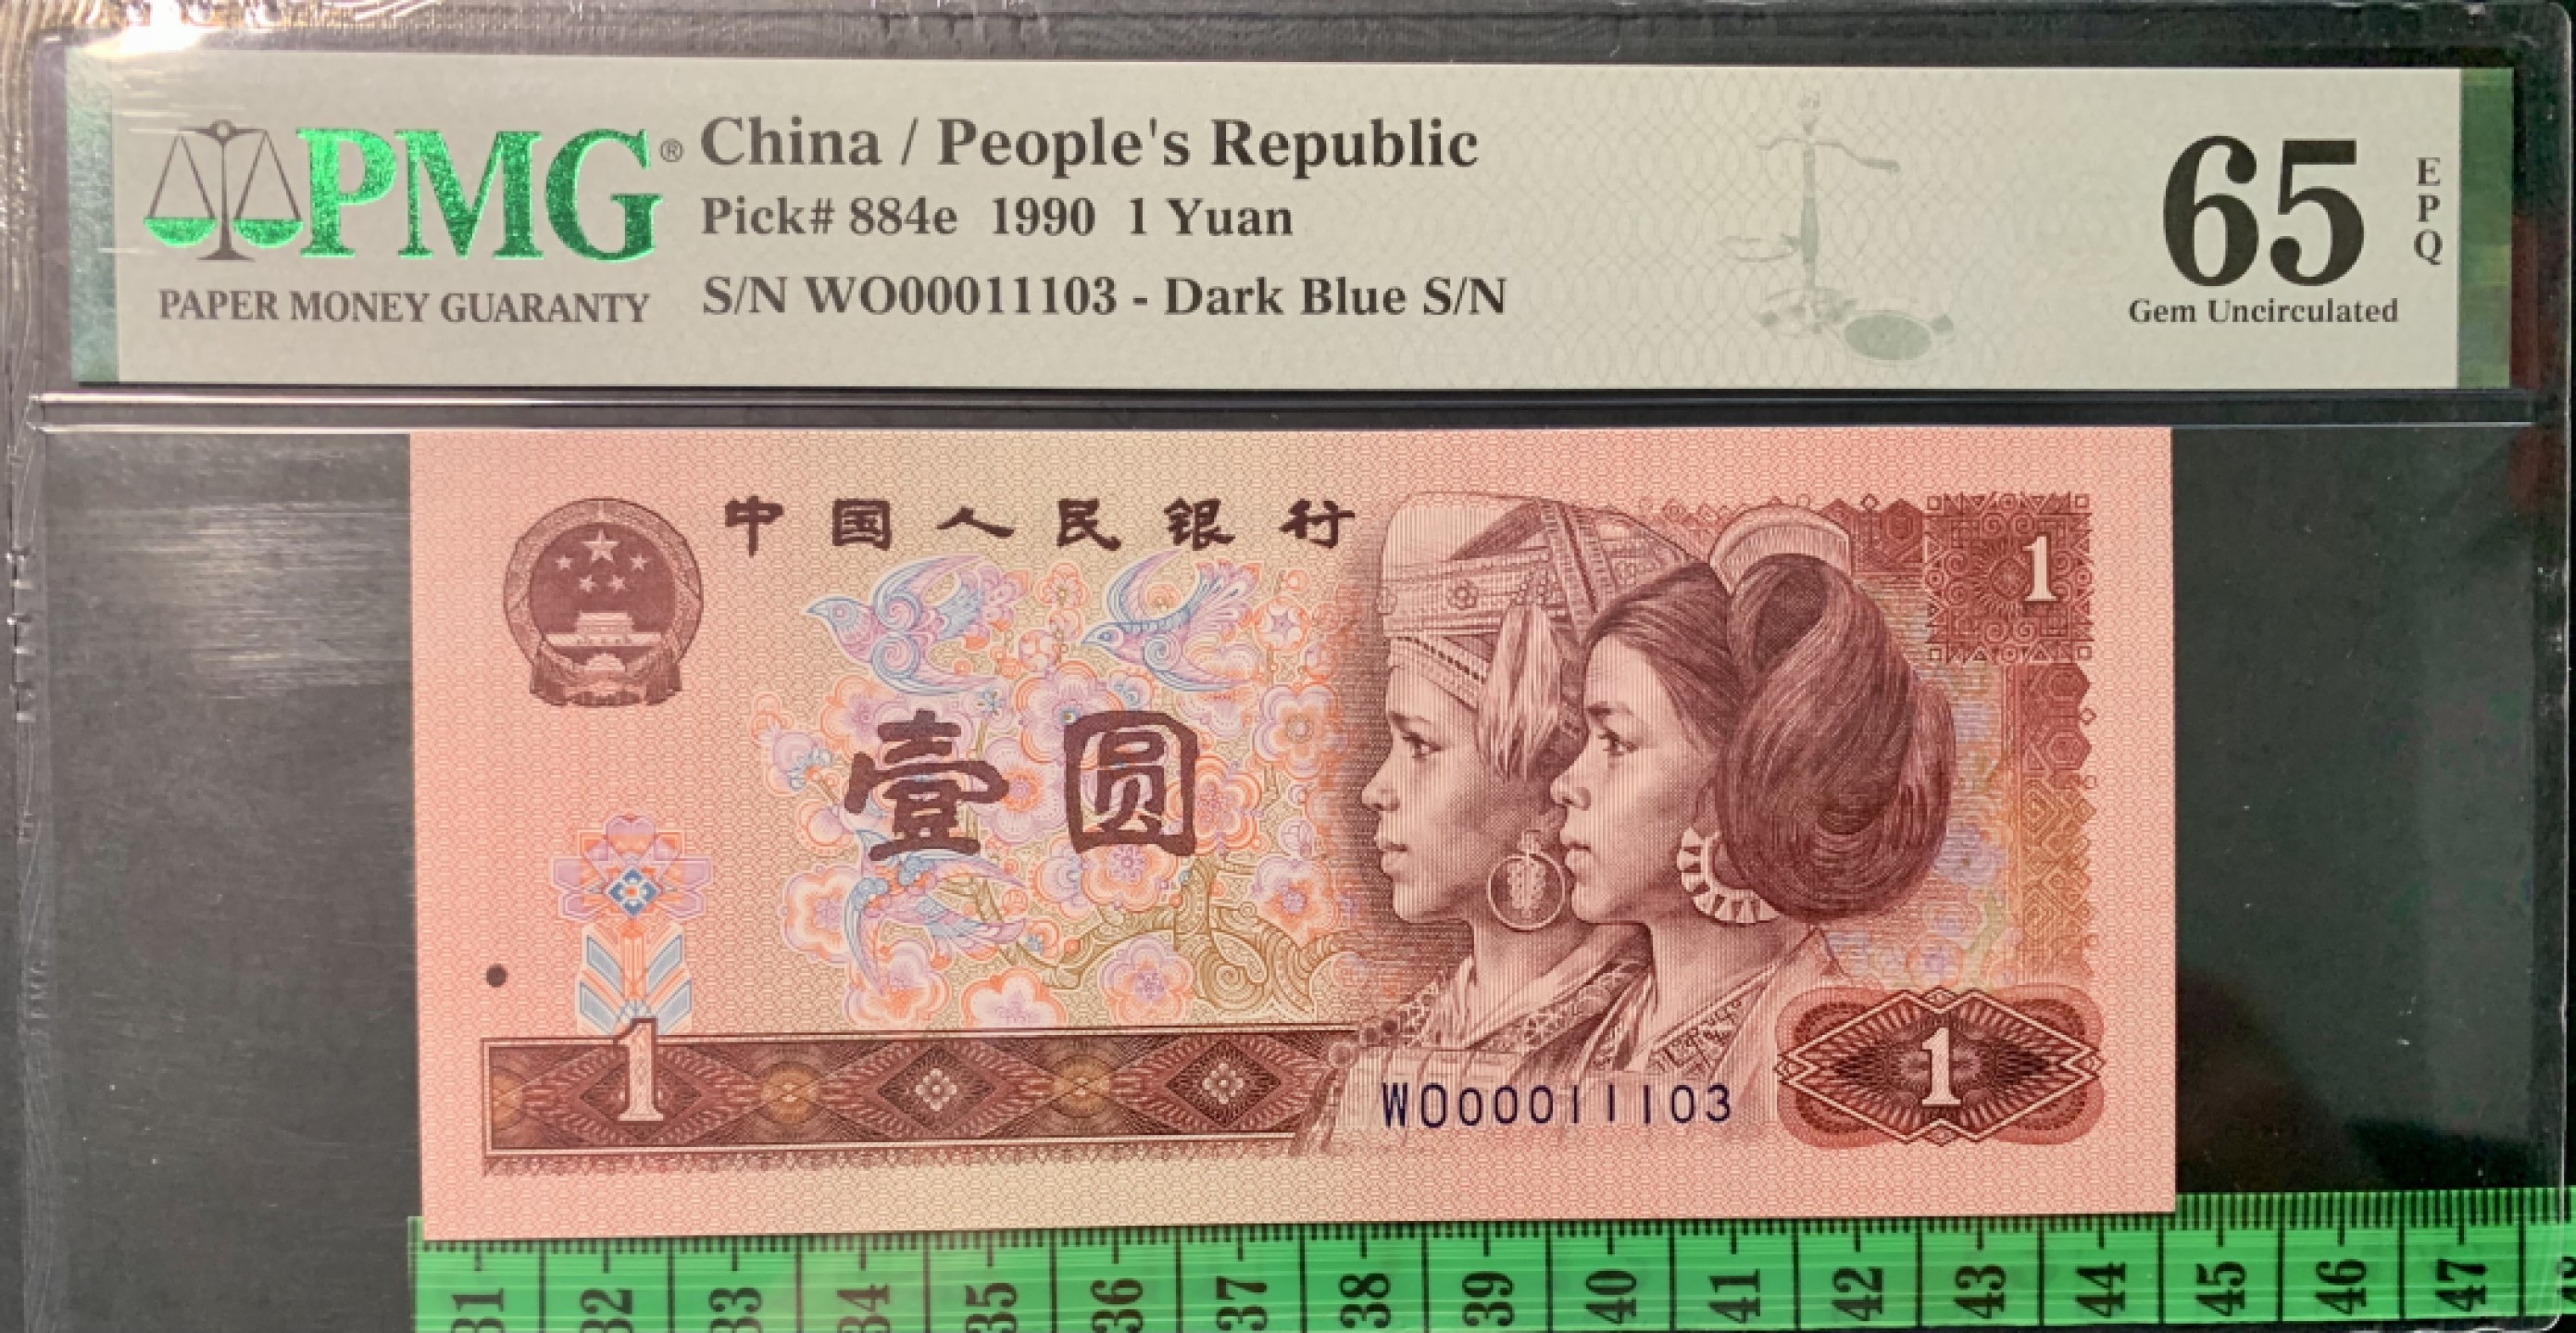 PMG®
PAPER MONEY GUARANTY
China / People's Republic
Pick# 884e 1990 1 Yuan
S/N WO00011103 - Dark Blue S/N
65
EPQ
Gem Uncirculated
中国人民银行
1
壹圆
1
WO00011103
1
31 32 33 34 35 36 37 38 39 40 41 42 43 44 45 46 47